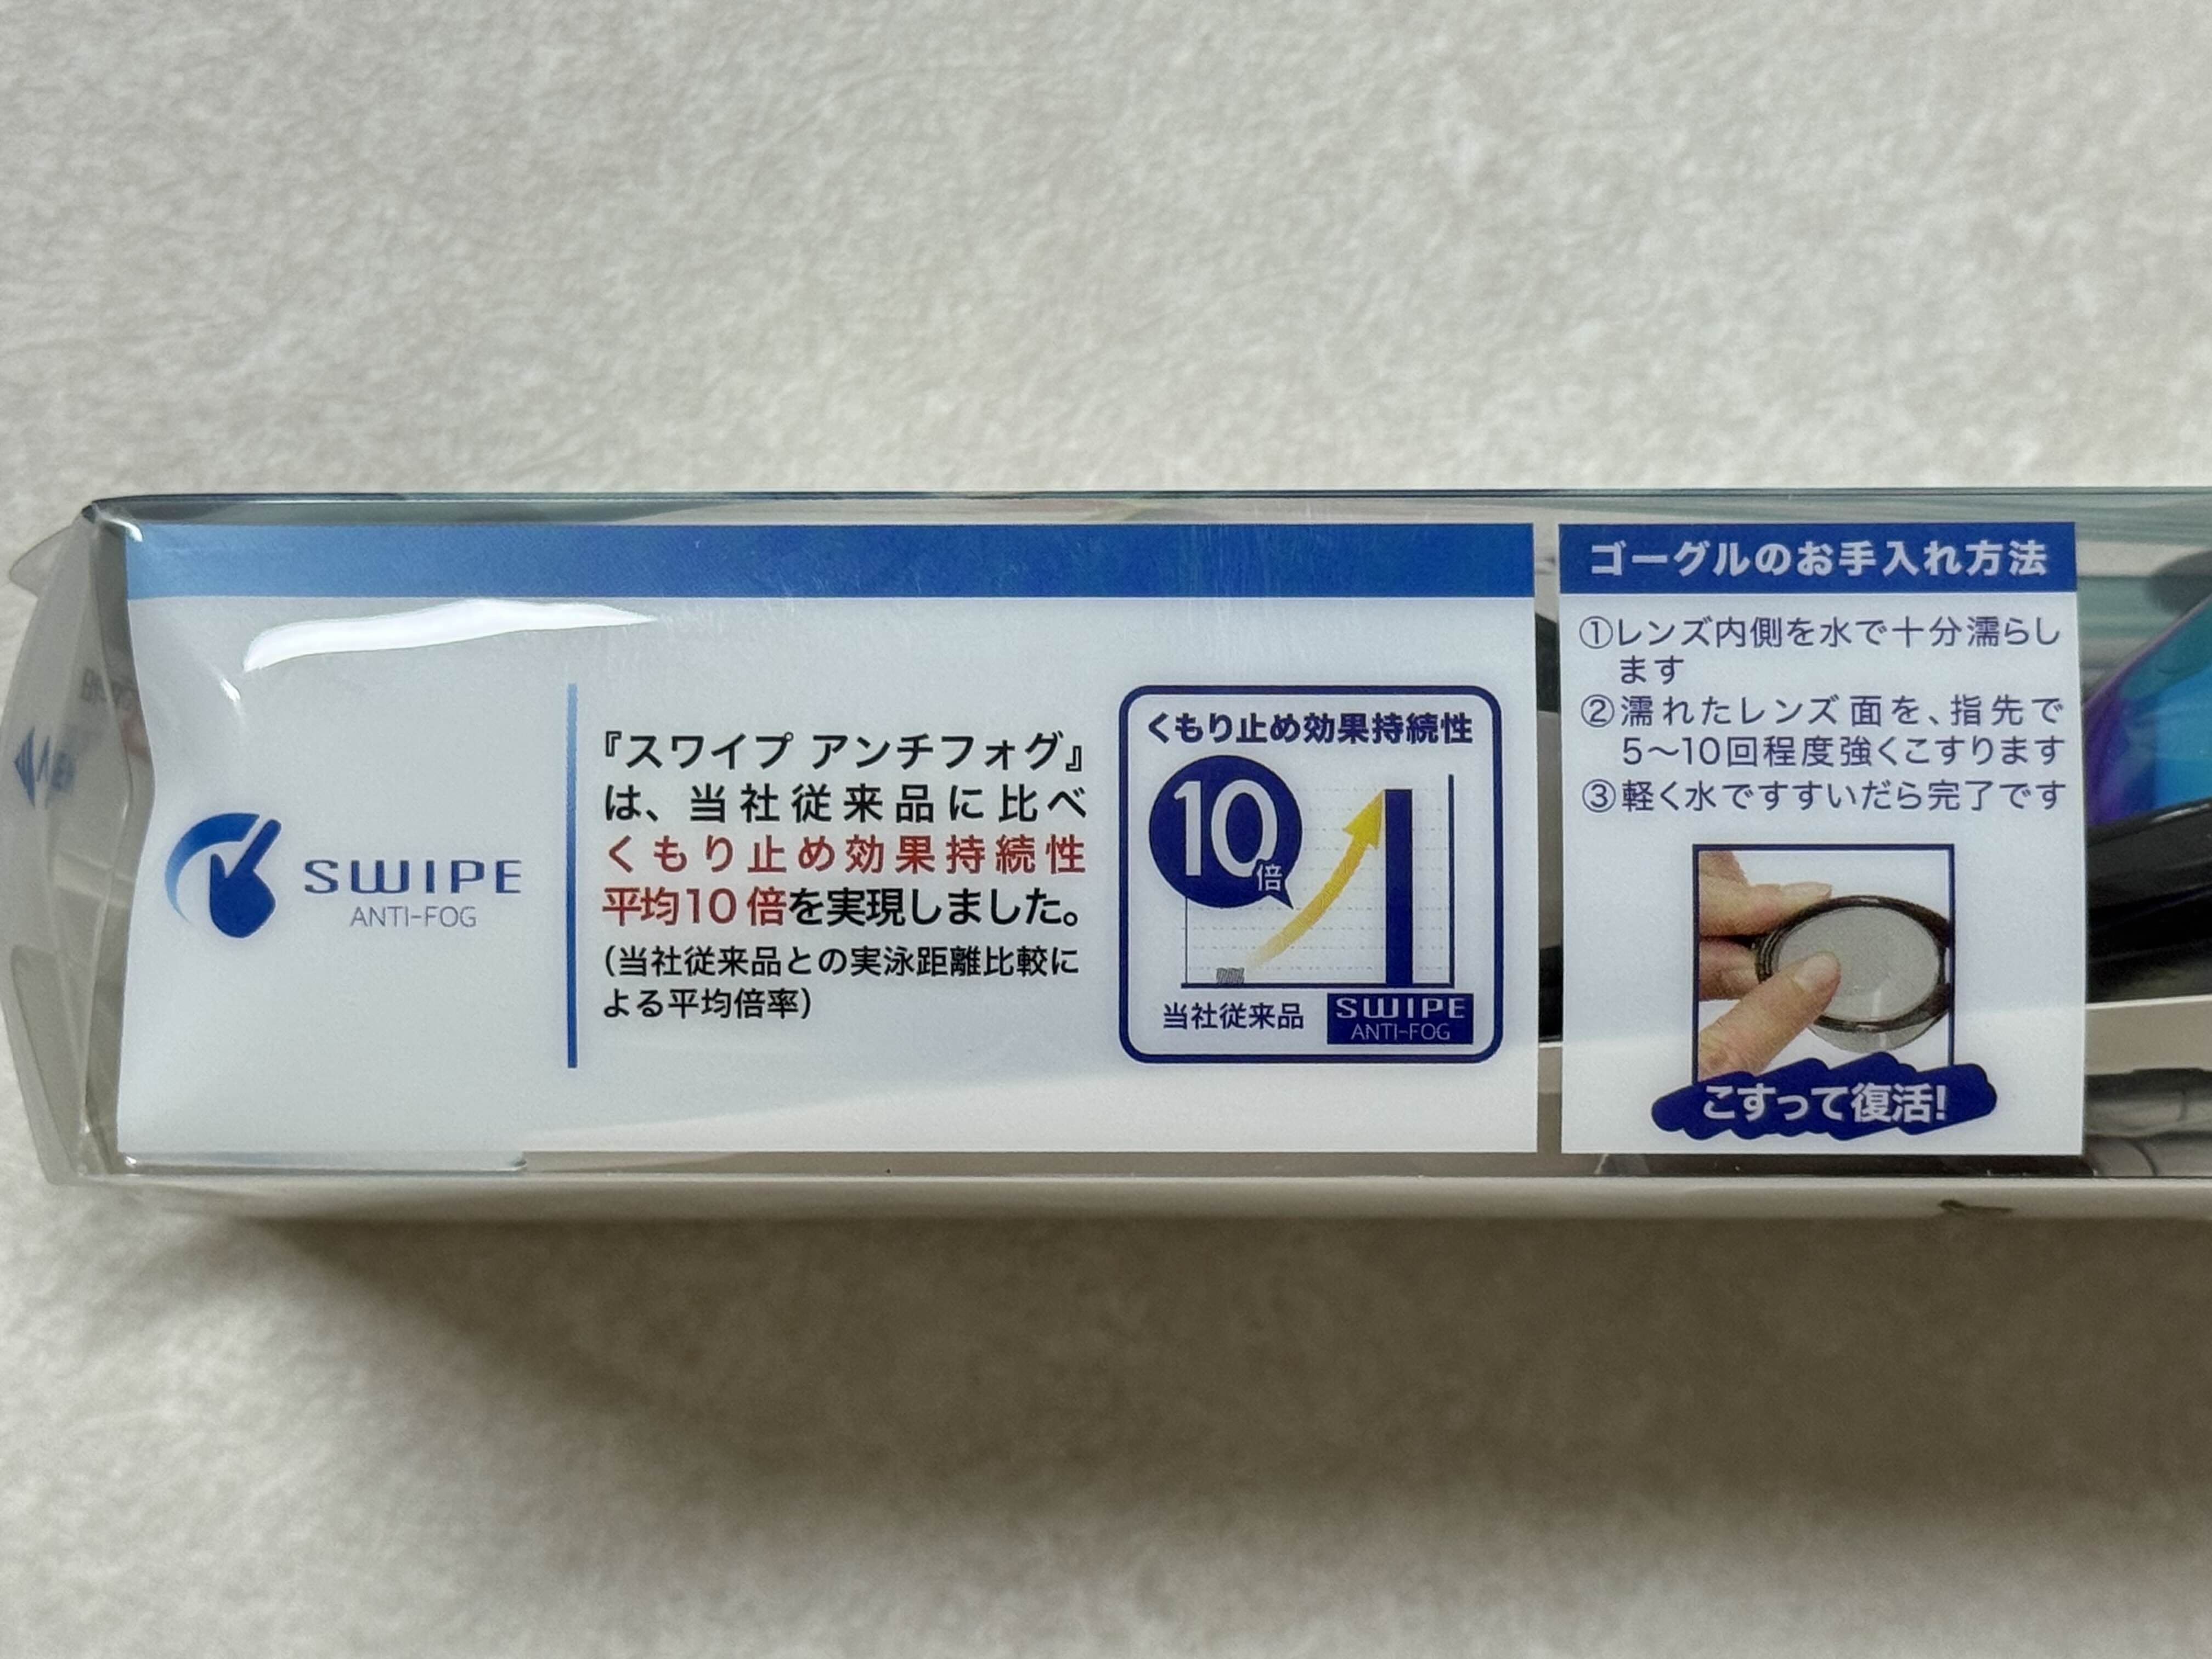 SWIPE
ANTI-FOG
『スワイプ アンチフォグ』
は、当社従来品に比べ
くもり止め効果持続性
平均10倍を実現しました。
（当社従来品との実泳距離比較に
よる平均倍率）
くもり止め効果持続性
10倍
当社従来品
SWIPE
ANTI-FOG
ゴーグルのお手入れ方法
①レンズ内側を水で十分濡らし
ます
②濡れたレンズ面を、指先で
5〜10回程度強くこすります
③軽く水ですすいだら完了です
こすって復活!